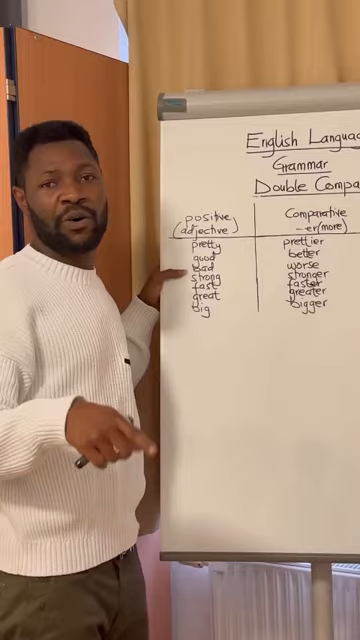 English Langua
Grammar
Double Compa
positive
(adjective)
Comparative
-er(more)
pretty prettier
good better
bad worse
strong stronger
fast faster
great greater
big bigger